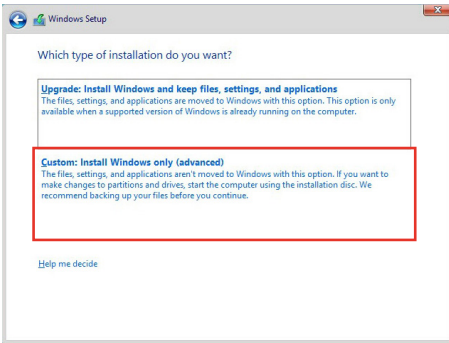 Windows Setup
Which type of installation do you want?
Upgrade: Install Windows and keep files, settings, and applications
The files, settings, and applications are moved to Windows with this option. This option is only
available when a supported version of Windows is already running on the computer.
Custom: Install Windows only (advanced)
The files, settings, and applications aren't moved to Windows with this option. If you want to
make changes to partitions and drives, start the computer using the installation disc. We
recommend backing up your files before you continue.
Help me decide